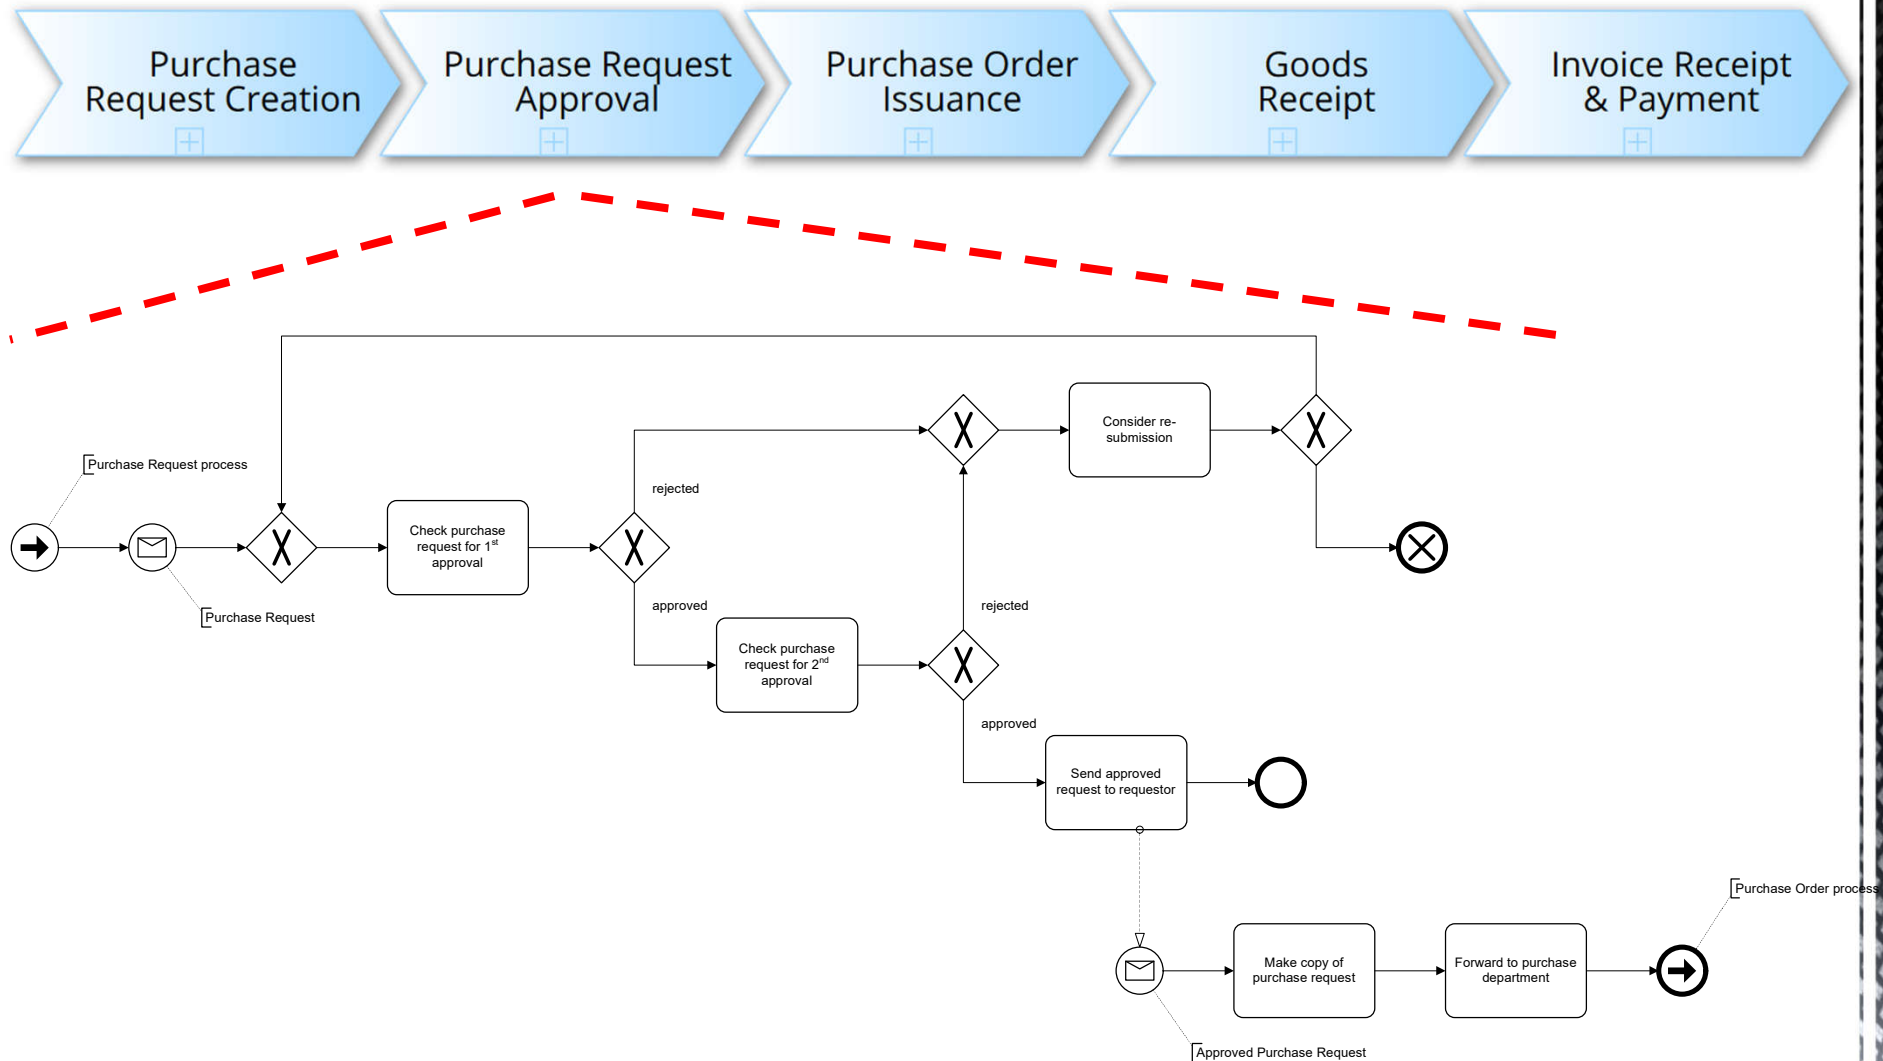 Purchase
Request Creation
Purchase Request
Approval
Purchase Order
Issuance
Goods
Receipt
Invoice Receipt
& Payment
Purchase Request process
Purchase Request
Check purchase
request for 1st
approval
rejected
approved
Consider re-
submission
Check purchase
request for 2nd
approval
rejected
approved
Send approved
request to requestor
Purchase Order process
Make copy of
purchase request
Forward to purchase
department
Approved Purchase Request